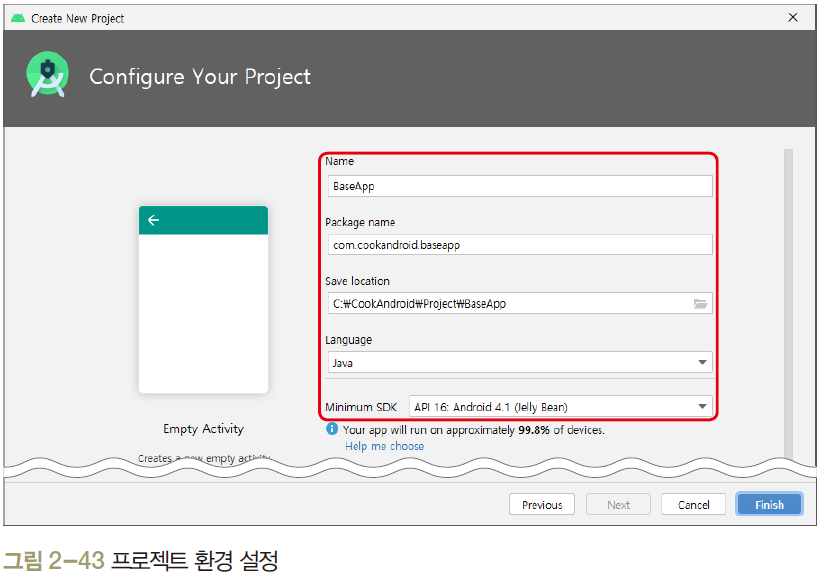 Create New Project
Configure Your Project
Name
BaseApp
Package name
com.cookandroid.baseapp
Save location
C:₩CookAndroid₩Project₩BaseApp
Language
Java
Minimum SDK API 16: Android 4.1 (Jelly Bean)
Your app will run on approximately 99.8% of devices.
Help me choose
Empty Activity
Creates a new empty activity
Previous Next Cancel Finish
그림 2-43 프로젝트 환경 설정